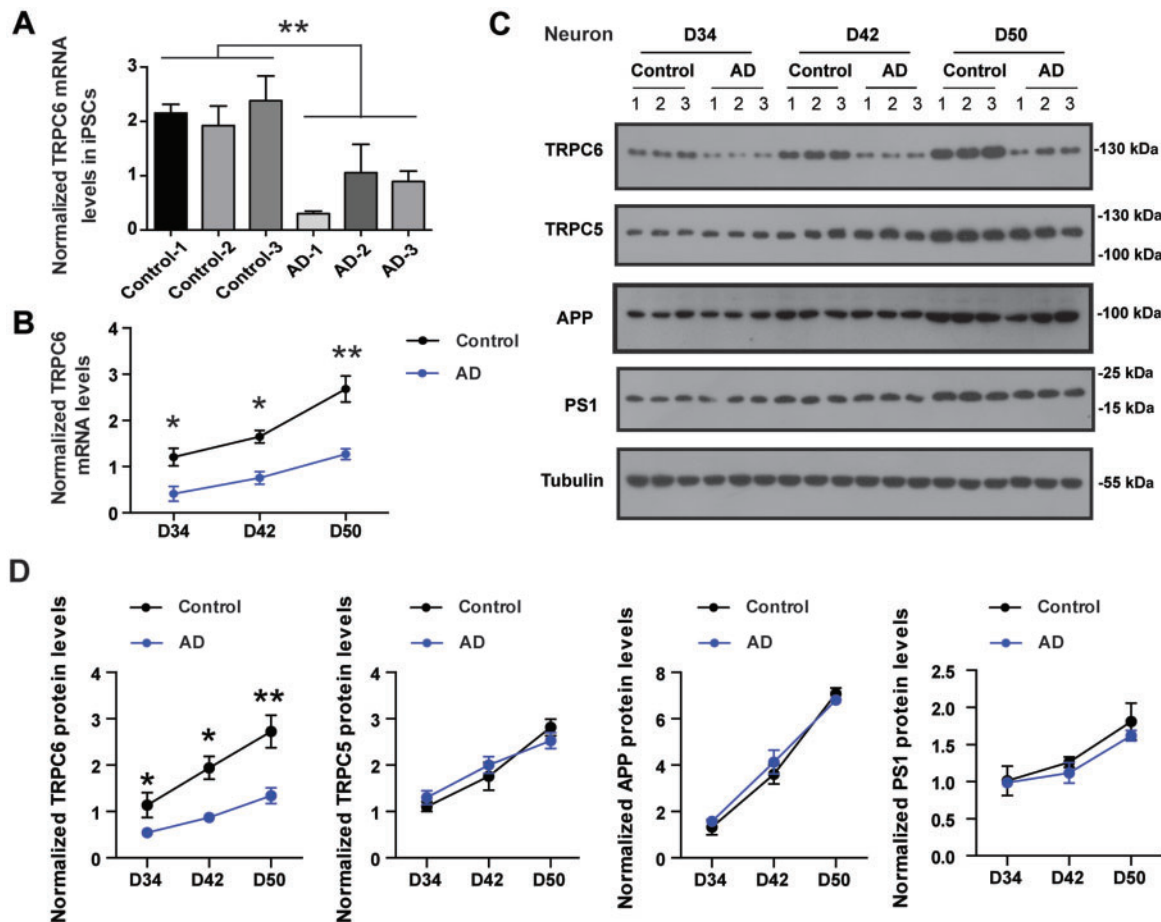 A
**
Normalized TRPC6 mRNA
levels in iPSCs
3
2
1
0
Control-1
Control-2
Control-3
AD-1
AD-2
AD-3
B
Normalized TRPC6
mRNA levels
4
3
2
1
0
*
*
**
D34
D42
D50
Control
AD
C
Neuron
D34
D42
D50
Control AD Control AD Control AD
1 2 3 1 2 3 1 2 3 1 2 3 1 2 3 1 2 3
TRPC6
-130 kDa
TRPC5
-130 kDa
-100 kDa
APP
-100 kDa
PS1
-25 kDa
-15 kDa
Tubulin
-55 kDa
D
Normalized TRPC6 protein levels
Control
AD
4
3
2
1
0
*
*
**
D34 D42 D50
Normalized TRPC5 protein levels
Control
AD
4
3
2
1
0
D34 D42 D50
Normalized APP protein levels
Control
AD
8
6
4
2
0
D34 D42 D50
Normalized PS1 protein levels
Control
AD
2.5
2.0
1.5
1.0
0.5
0.0
D34 D42 D50